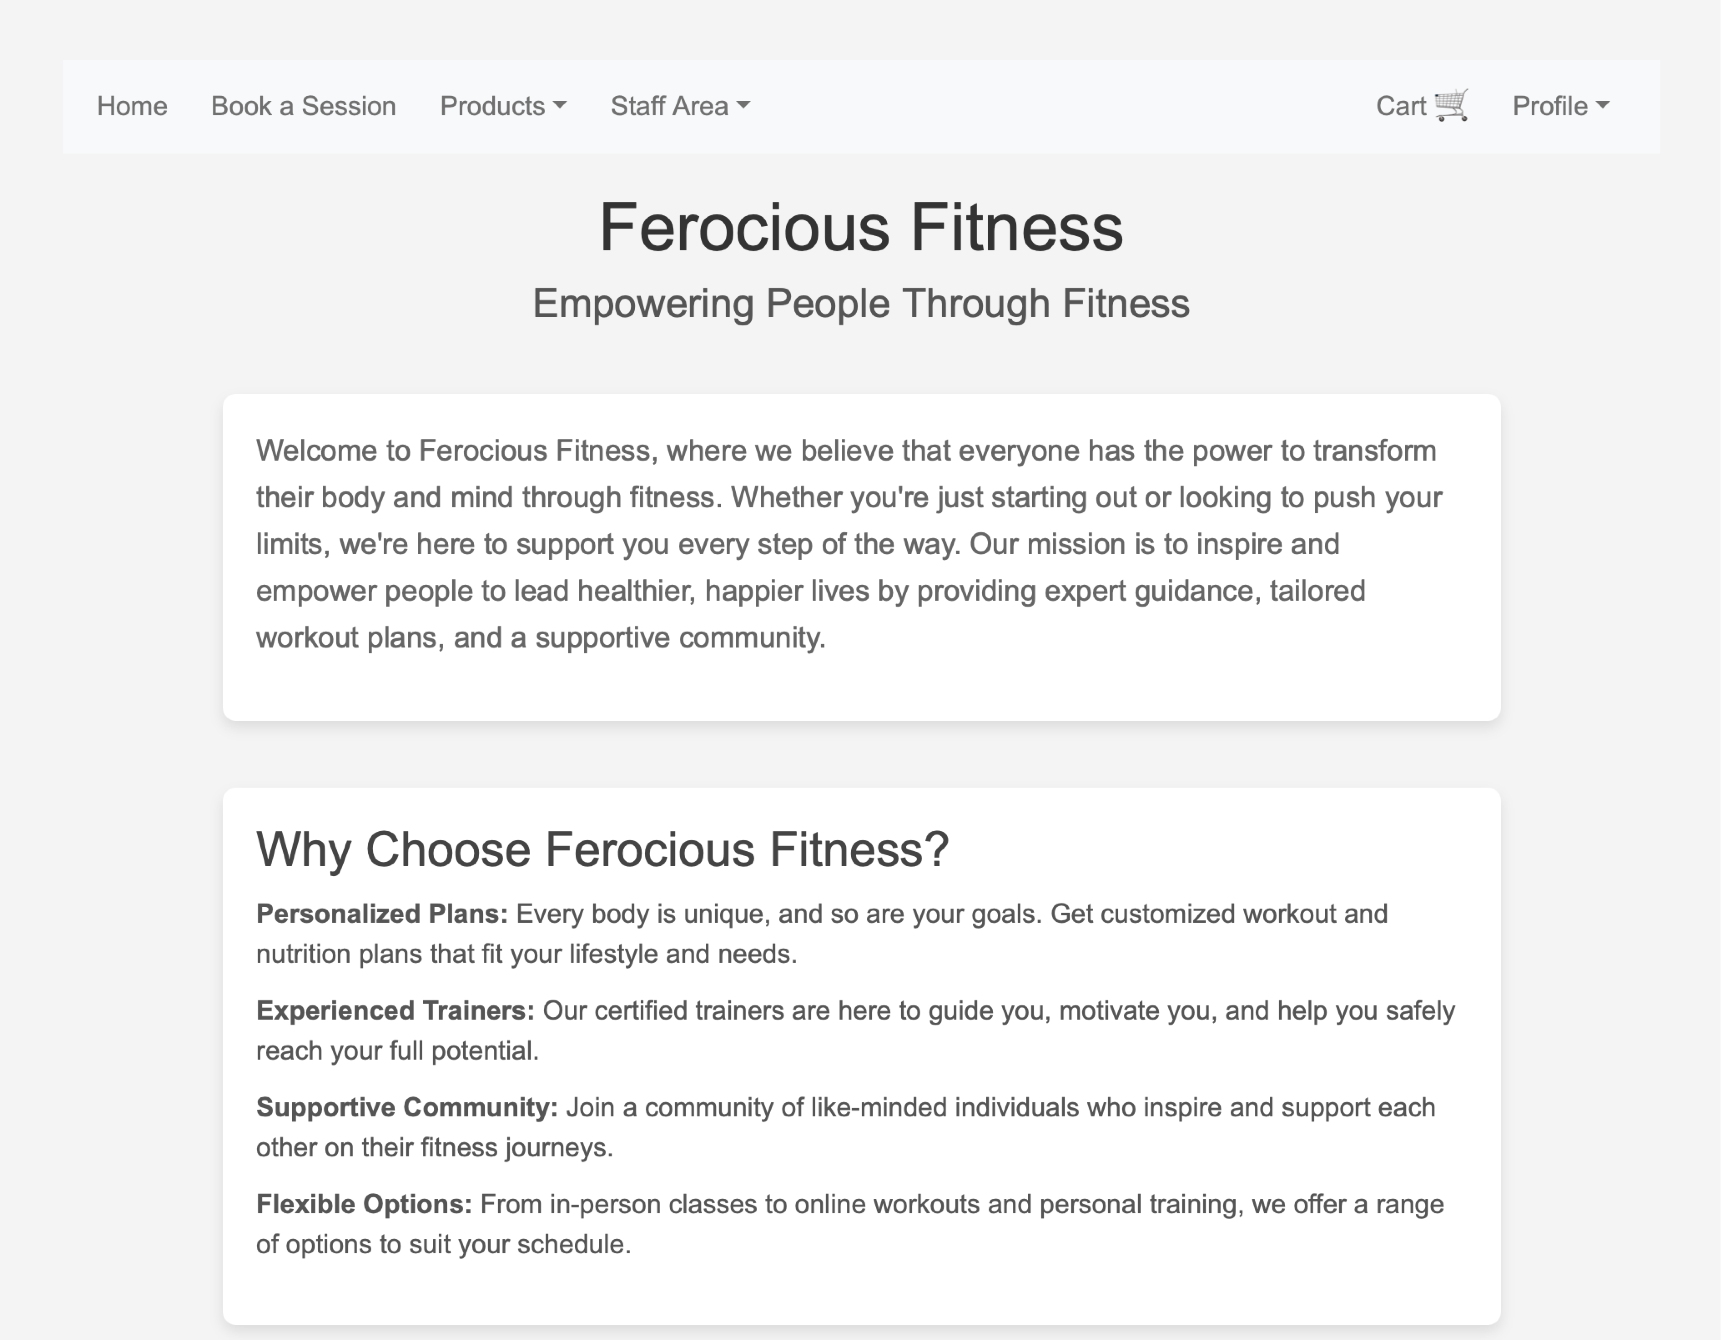 Home Book a Session Products Staff Area Cart Profile
Ferocious Fitness
Empowering People Through Fitness
Welcome to Ferocious Fitness, where we believe that everyone has the power to transform
their body and mind through fitness. Whether you're just starting out or looking to push your
limits, we're here to support you every step of the way. Our mission is to inspire and
empower people to lead healthier, happier lives by providing expert guidance, tailored
workout plans, and a supportive community.
Why Choose Ferocious Fitness?
Personalized Plans: Every body is unique, and so are your goals. Get customized workout and
nutrition plans that fit your lifestyle and needs.
Experienced Trainers: Our certified trainers are here to guide you, motivate you, and help you safely
reach your full potential.
Supportive Community: Join a community of like-minded individuals who inspire and support each
other on their fitness journeys.
Flexible Options: From in-person classes to online workouts and personal training, we offer a range
of options to suit your schedule.